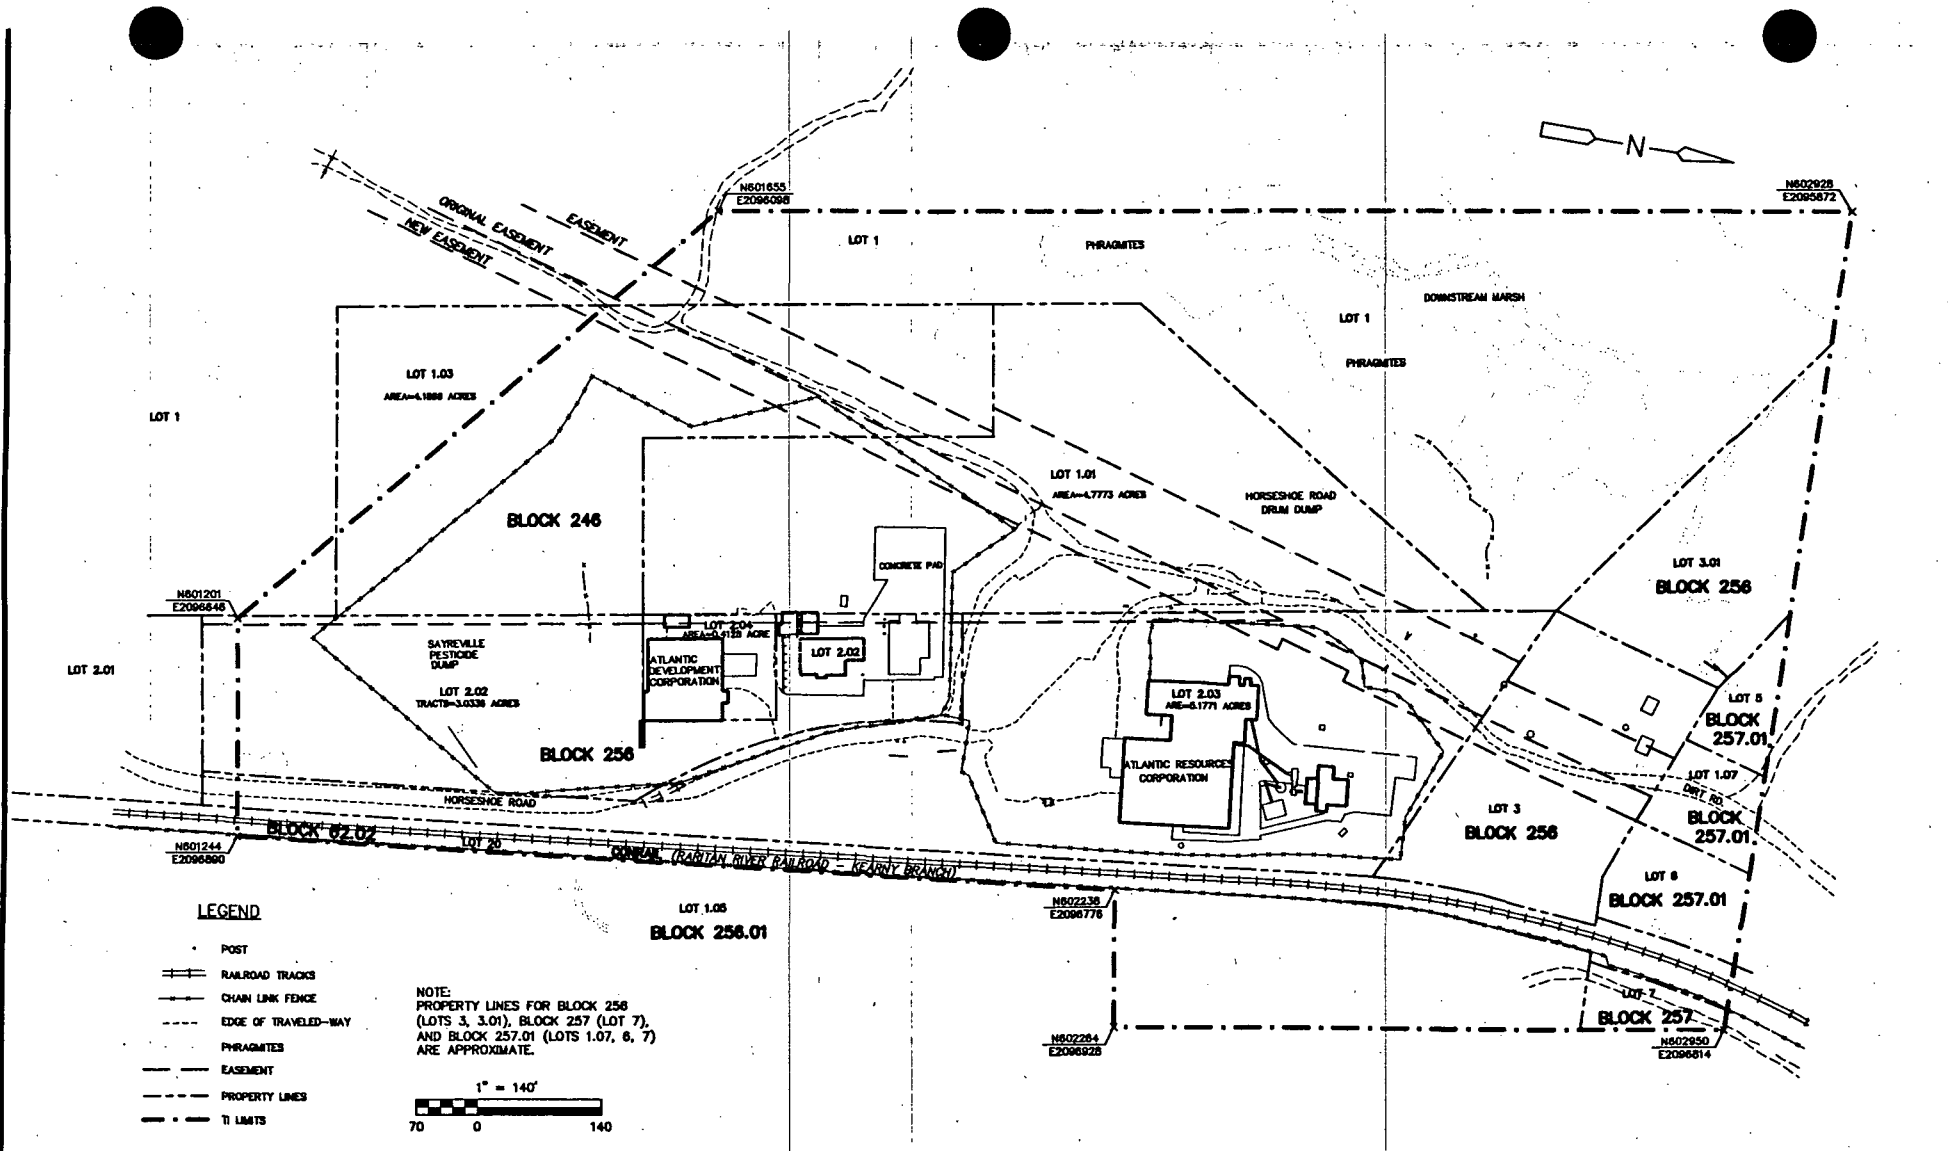 N
N601655
E2096098
N602928
E2095872
ORIGINAL EASEMENT
EASEMENT
NEW EASEMENT
LOT 1
PHRAGMITES
DOWNSTREAM MARSH
LOT 1
PHRAGMITES
LOT 1.03
LOT 1
LOT 1.01
AREA=4.7773 ACRES
HORSESHOE ROAD
DRUM DUMP
BLOCK 246
CONCRETE PAD
LOT 3.01
BLOCK 256
N601201
E2096646
LOT 2.04
SAYREVILLE
PESTICIDE
DUMP
LOT 2.02
ATLANTIC
DEVELOPMENT
CORPORATION
LOT 2.01
LOT 2.02
LOT 2.03
LOT 5
BLOCK
257.01
BLOCK 256
ATLANTIC RESOURCES
CORPORATION
LOT 1.07
DIRT RD.
HORSESHOE ROAD
LOT 3
BLOCK 256
BLOCK
257.01
BLOCK 62.02
LOT 20
CONRAIL (RARITAN RIVER RAILROAD - KEARNY BRANCH)
N601244
E2096890
LOT 6
BLOCK 257.01
N602238
E2096776
LOT 1.05
BLOCK 256.01
LOT 7
BLOCK 257
N602264
E2096928
N602950
E2096814
LEGEND
POST
RAILROAD TRACKS
CHAIN LINK FENCE
EDGE OF TRAVELED-WAY
PHRAGMITES
EASEMENT
PROPERTY LINES
TI LIMITS
NOTE:
PROPERTY LINES FOR BLOCK 256
(LOTS 3, 3.01), BLOCK 257 (LOT 7),
AND BLOCK 257.01 (LOTS 1.07, 6, 7)
ARE APPROXIMATE.
1" = 140'
70 0 140